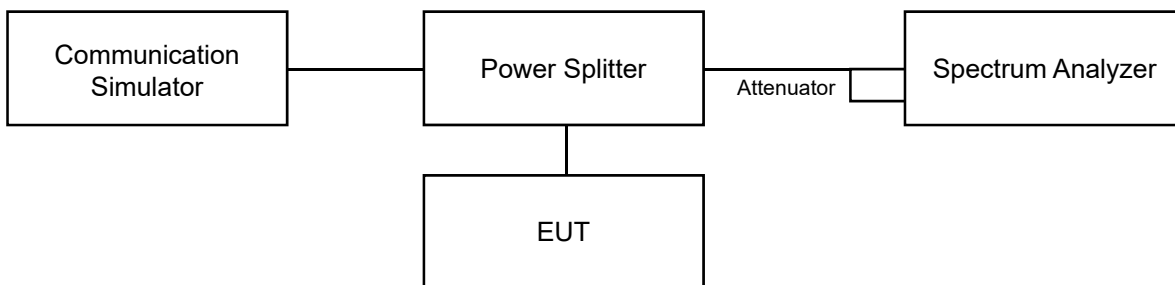 Communication
Simulator
Power Splitter
Attenuator
Spectrum Analyzer
EUT